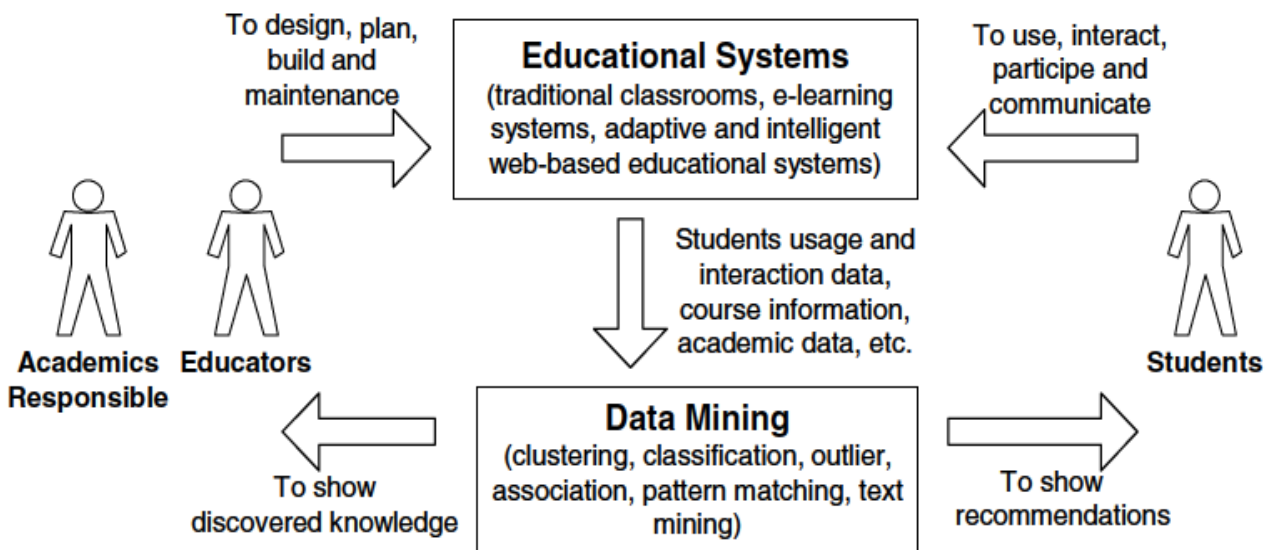 To design, plan,
build and
maintenance
Educational Systems
(traditional classrooms, e-learning
systems, adaptive and intelligent
web-based educational systems)
To use, interact,
participe and
communicate
Students usage and
interaction data,
course information,
academic data, etc.
Academics
Responsible
Educators
Students
Data Mining
(clustering, classification, outlier,
association, pattern matching, text
mining)
To show
discovered knowledge
To show
recommendations